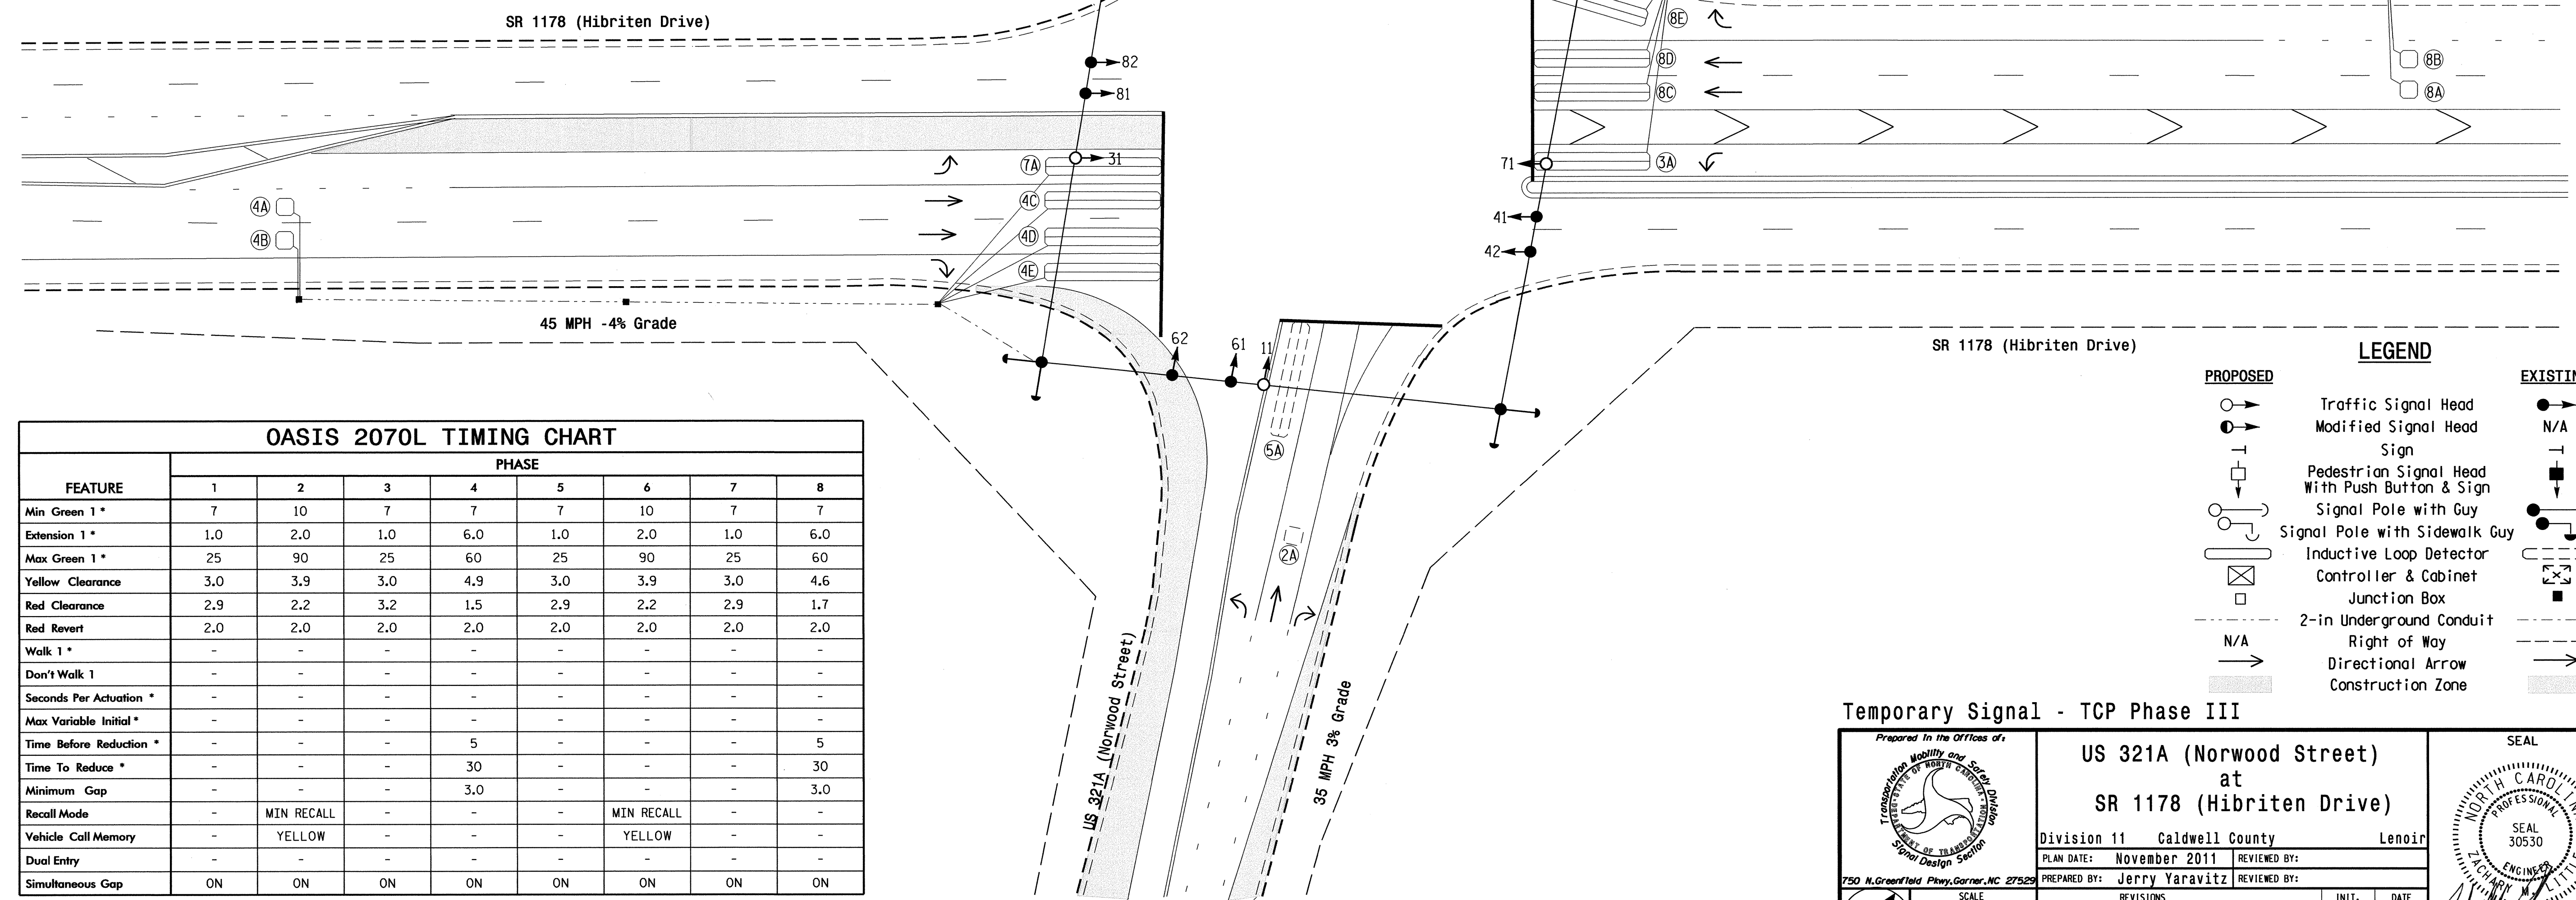 SR 1178 (Hibriten Drive)
82
81
31
7A
4C
4D
4E
4A
4B
45 MPH -4% Grade
8E
8D
8C
3A
8B
8A
71
41
42
62
61
11
5A
2A
SR 1178 (Hibriten Drive)
US 321A (Norwood Street)
35 MPH 3% Grade
OASIS 2070L TIMING CHART
FEATURE PHASE
1 2 3 4 5 6 7 8
Min Green 1 * 7 10 7 7 7 10 7 7
Extension 1 * 1.0 2.0 1.0 6.0 1.0 2.0 1.0 6.0
Max Green 1 * 25 90 25 60 25 90 25 60
Yellow Clearance 3.0 3.9 3.0 4.9 3.0 3.9 3.0 4.6
Red Clearance 2.9 2.2 3.2 1.5 2.9 2.2 2.9 1.7
Red Revert 2.0 2.0 2.0 2.0 2.0 2.0 2.0 2.0
Walk 1 * - - - - - - - -
Don't Walk 1 - - - - - - - -
Seconds Per Actuation * - - - - - - - -
Max Variable Initial * - - - - - - - -
Time Before Reduction * - - - 5 - - - 5
Time To Reduce * - - - 30 - - - 30
Minimum Gap - - - 3.0 - - - 3.0
Recall Mode - MIN RECALL - - - MIN RECALL - -
Vehicle Call Memory - YELLOW - - - YELLOW - -
Dual Entry - - - - - - - -
Simultaneous Gap ON ON ON ON ON ON ON ON
LEGEND
PROPOSED EXISTIN
Traffic Signal Head
Modified Signal Head N/A
Sign
Pedestrian Signal Head
With Push Button & Sign
Signal Pole with Guy
Signal Pole with Sidewalk Guy
Inductive Loop Detector
Controller & Cabinet
Junction Box
2-in Underground Conduit
N/A Right of Way
Directional Arrow
Construction Zone
Temporary Signal - TCP Phase III
Prepared in the Offices of:
Transportation Mobility and Safety Division
STATE OF NORTH CAROLINA
DEPARTMENT OF TRANSPORTATION
Signal Design Section
750 N.Greenfield Pkwy,Garner,NC 27529
US 321A (Norwood Street)
at
SR 1178 (Hibriten Drive)
Division 11 Caldwell County Lenoir
PLAN DATE: November 2011 REVIEWED BY:
PREPARED BY: Jerry Yaravitz REVIEWED BY:
SCALE REVISIONS INIT. DATE
SEAL
NORTH CAROLIN
PROFESSIONAL
SEAL
30530
ENGINEER
ZACHARY M. LITTLE